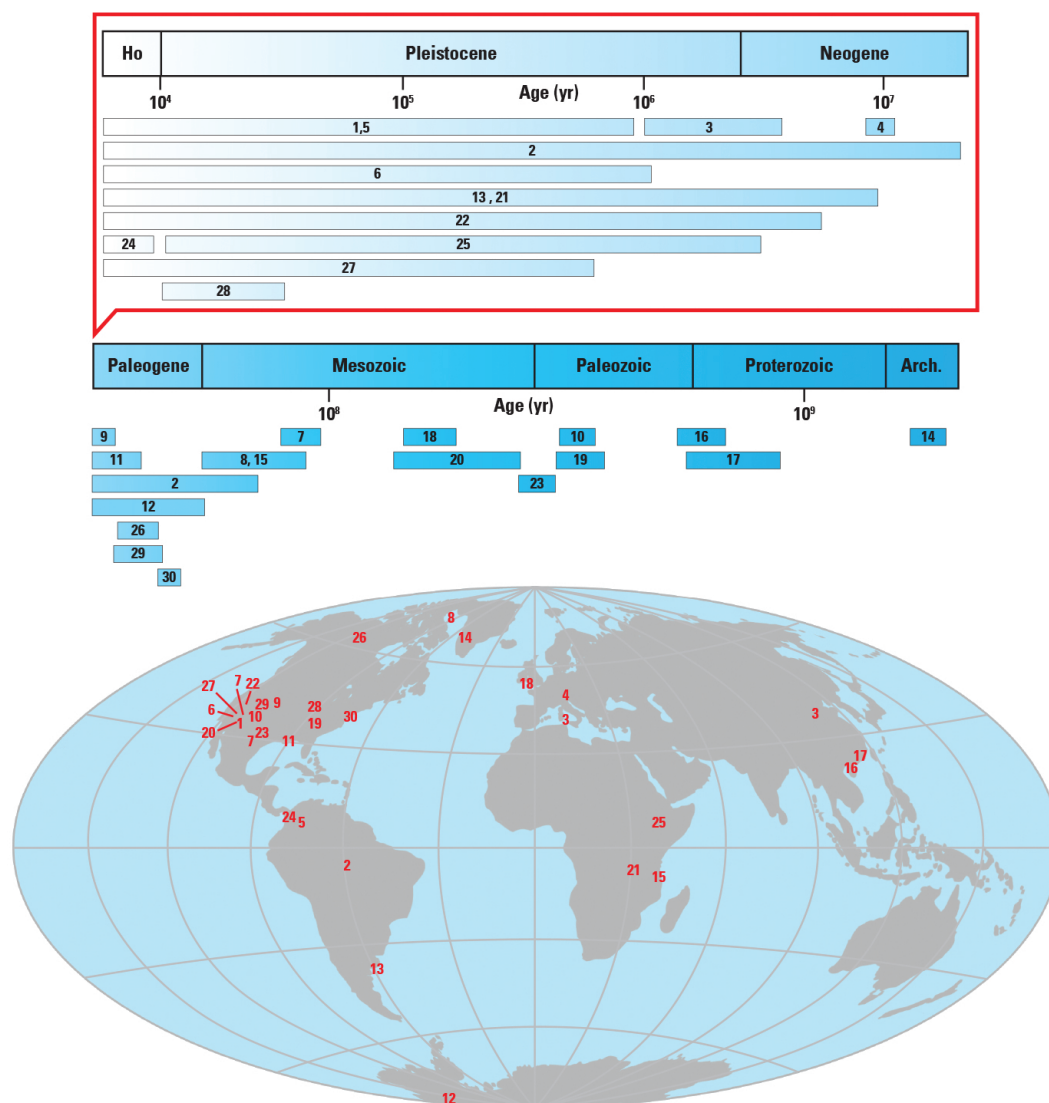 Ho Pleistocene Neogene
Age (yr)
10⁴ 10⁵ 10⁶ 10⁷
1,5 3 4
2
6
13 , 21
22
24 25
27
28
Paleogene Mesozoic Paleozoic Proterozoic Arch.
Age (yr)
10⁸ 10⁹
9 7 18 10 16 14
11 8, 15 20 19 17
2 23
12
26
29
30
8
26 14
7
27 22 18
29 9 4
6 10 28 30 3 3
1 19
20 23
7 11 17
16
24
5 25
2 21
15
13
12